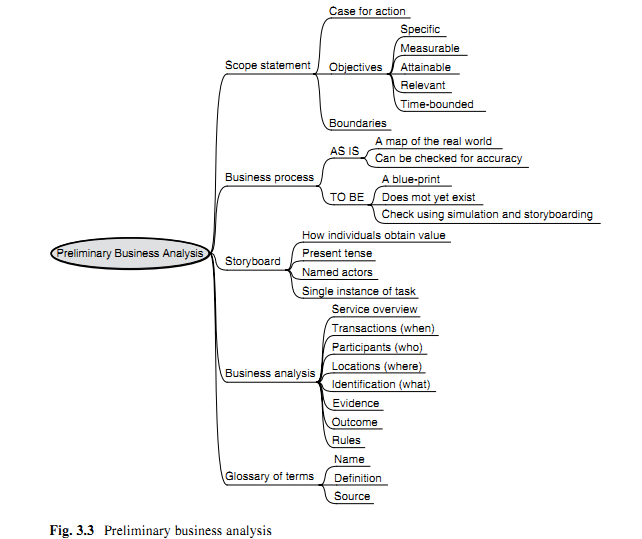 Case for action
Specific
Measurable
Scope statement
Objectives
Attainable
Relevant
Time-bounded
Boundaries
AS IS
A map of the real world
Can be checked for accuracy
Business process
A blue-print
TO BE
Does mot yet exist
Check using simulation and storyboarding
Preliminary Business Analysis
How individuals obtain value
Present tense
Storyboard
Named actors
Single instance of task
Service overview
Transactions (when)
Participants (who)
Locations (where)
Business analysis
Identification (what)
Evidence
Outcome
Rules
Name
Glossary of terms
Definition
Source
Fig. 3.3 Preliminary business analysis